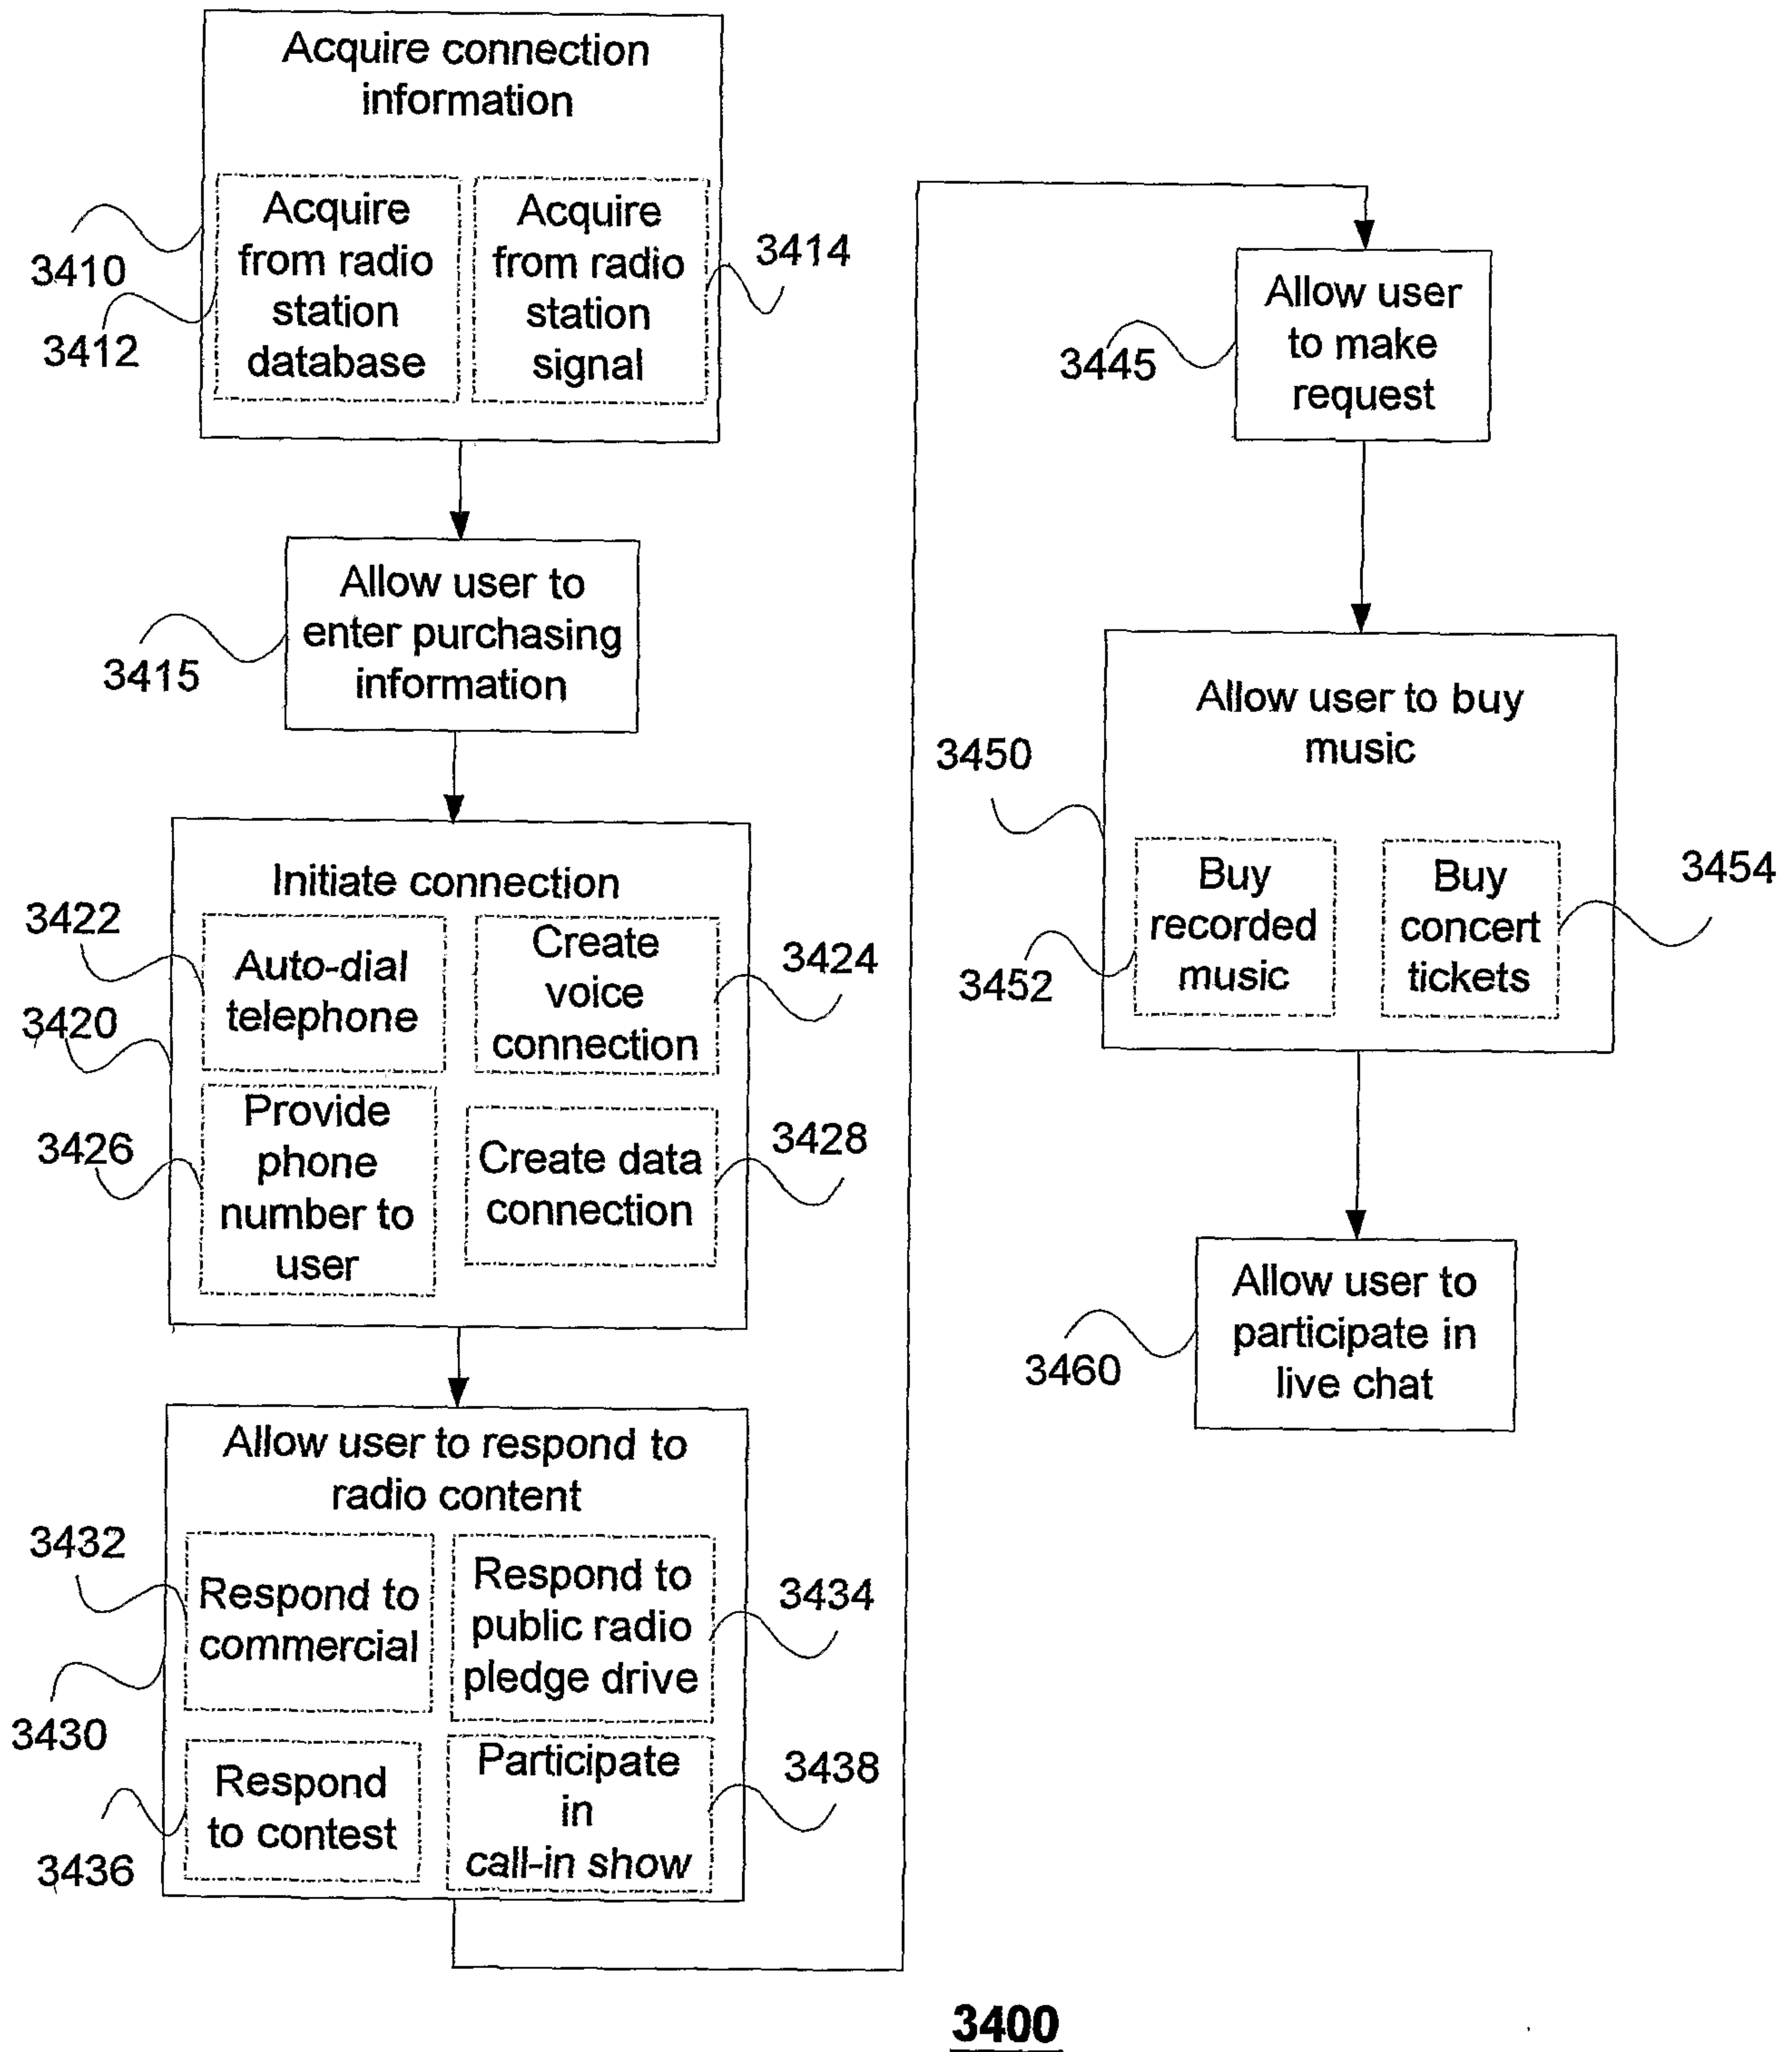 Acquire connection
information
Acquire
from radio
station
database
Acquire
from radio
station
signal
3410
3412
3414
Allow user to
enter purchasing
information
3415
Initiate connection
Auto-dial
telephone
Create
voice
connection
Provide
phone
number to
user
Create data
connection
3422
3420
3424
3426
3428
Allow user to respond to
radio content
Respond to
commercial
Respond to
public radio
pledge drive
Respond
to contest
Participate
in
call-in show
3432
3430
3434
3436
3438
Allow user
to make
request
3445
Allow user to buy
music
Buy
recorded
music
Buy
concert
tickets
3450
3452
3454
Allow user to
participate in
live chat
3460
3400